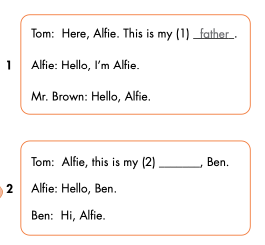 Tom: Here, Alfie. This is my (1) father.
1
Alfie: Hello, I'm Alfie.
Mr. Brown: Hello, Alfie.
Tom: Alfie, this is my (2) _______, Ben.
2
Alfie: Hello, Ben.
Ben: Hi, Alfie.